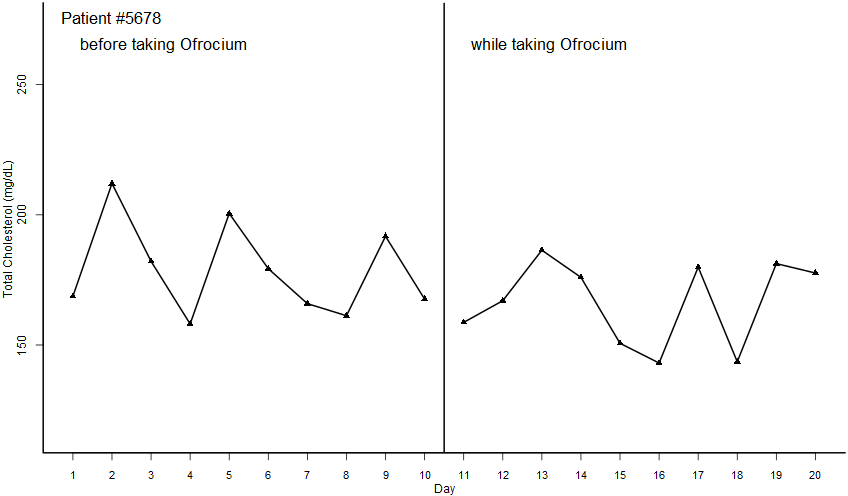 Patient #5678
before taking Ofrocium
while taking Ofrocium
Total Cholesterol (mg/dL)
250
200
150
1 2 3 4 5 6 7 8 9 10 11 12 13 14 15 16 17 18 19 20
Day